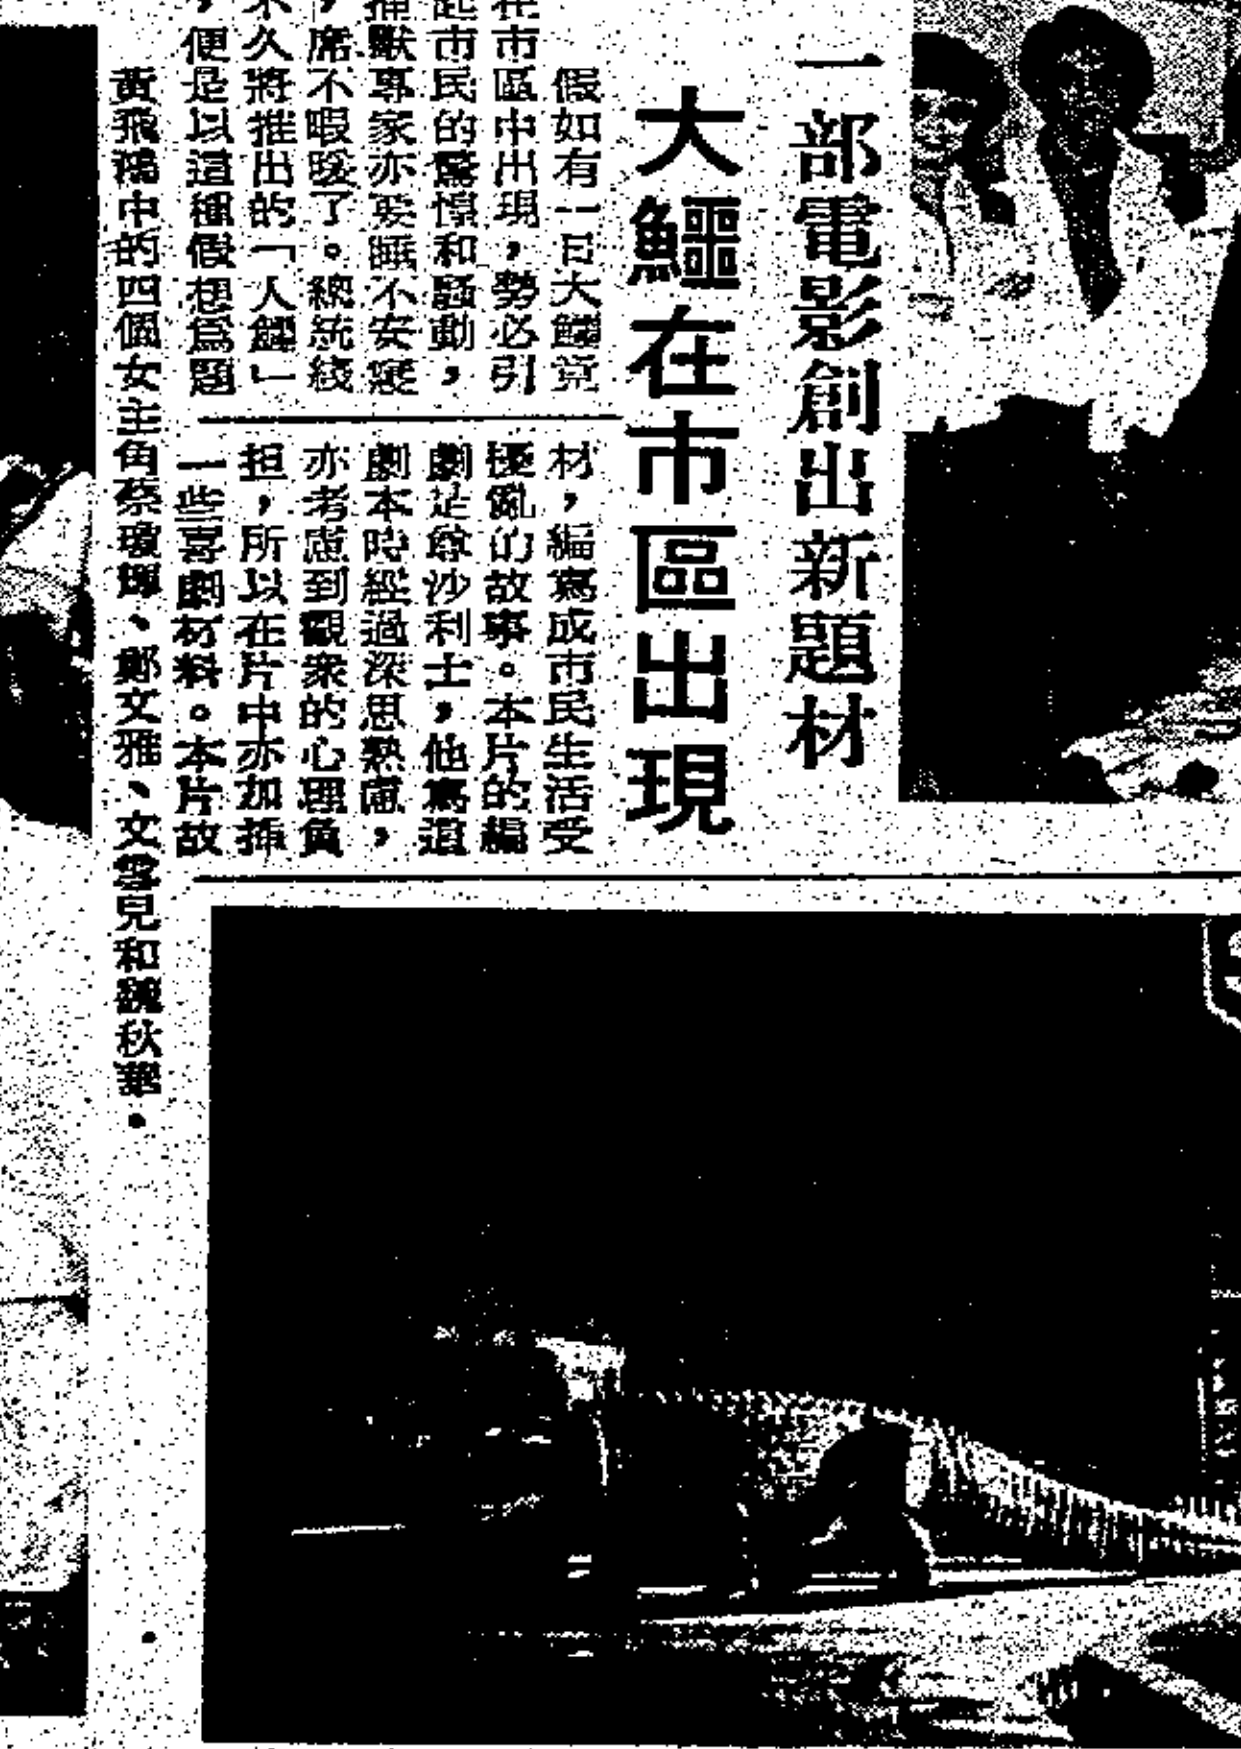 一部電影創出新題材
大鱷在市區出現
假如有一日大鱷竟
在市區中出現，勢必引
起市民的驚惶和騷動，
捕獸專家亦要睡不安寢
，席不暇暖了。總統綫
不久將推出的「人鱷」
，便是以這種假想爲題
材，編寫成市民生活受
擾亂的故事。本片的編
劇是尊沙利士，他寫這
劇本時經過深思熟慮，
亦考慮到觀衆的心理負
担，所以在片中亦加插
一些喜劇材料。本片故
黃飛鴻中的四個女主角蔡瓊輝、鄭文雅、文雪兒和魏秋華。